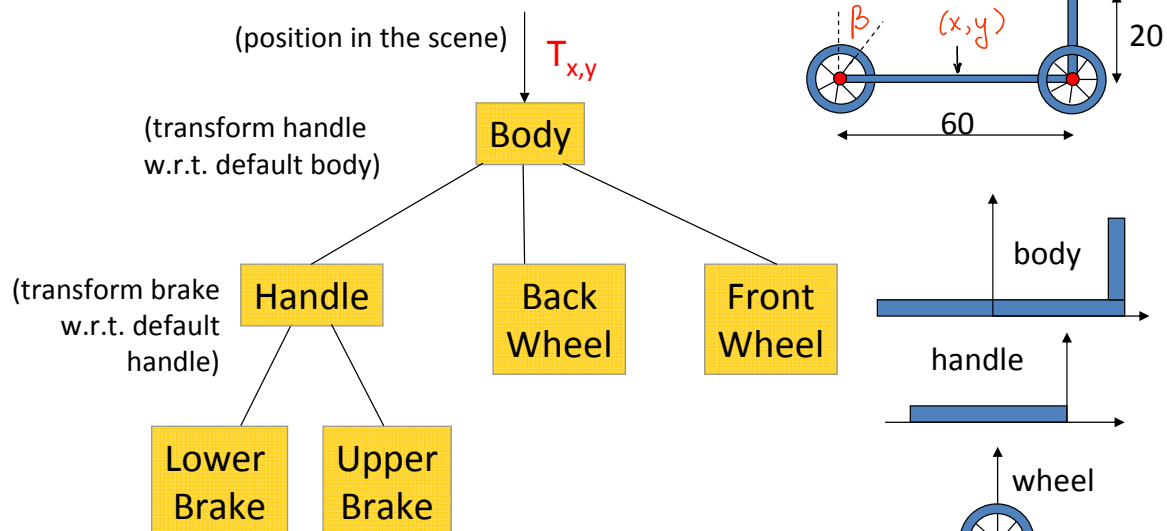 (position in the scene)
T_x,y
β
(x,y)
20
60
(transform handle
w.r.t. default body)
Body
body
(transform brake
w.r.t. default
handle)
Handle
Back
Wheel
Front
Wheel
handle
Lower
Brake
Upper
Brake
wheel